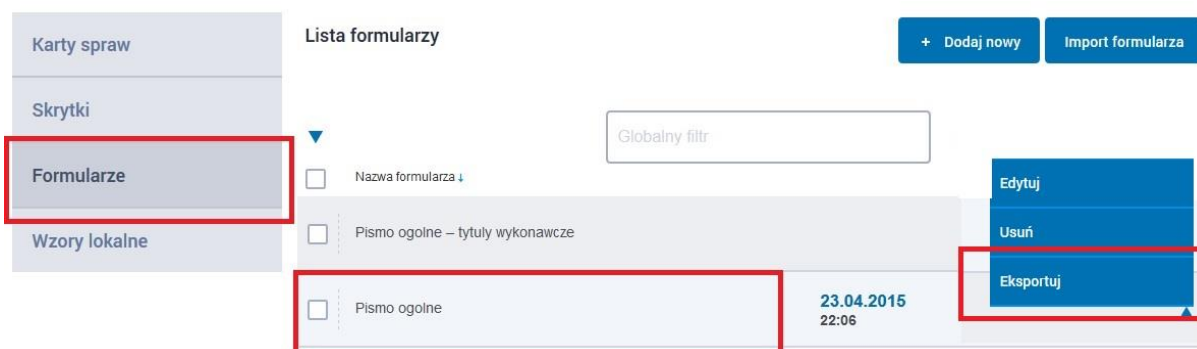 Karty spraw
Skrytki
Formularze
Wzory lokalne
Lista formularzy
+ Dodaj nowy
Import formularza
Globalny filtr
Nazwa formularza ↓
Pismo ogolne – tytuly wykonawcze
Pismo ogolne
23.04.2015
22:06
Edytuj
Usuń
Eksportuj